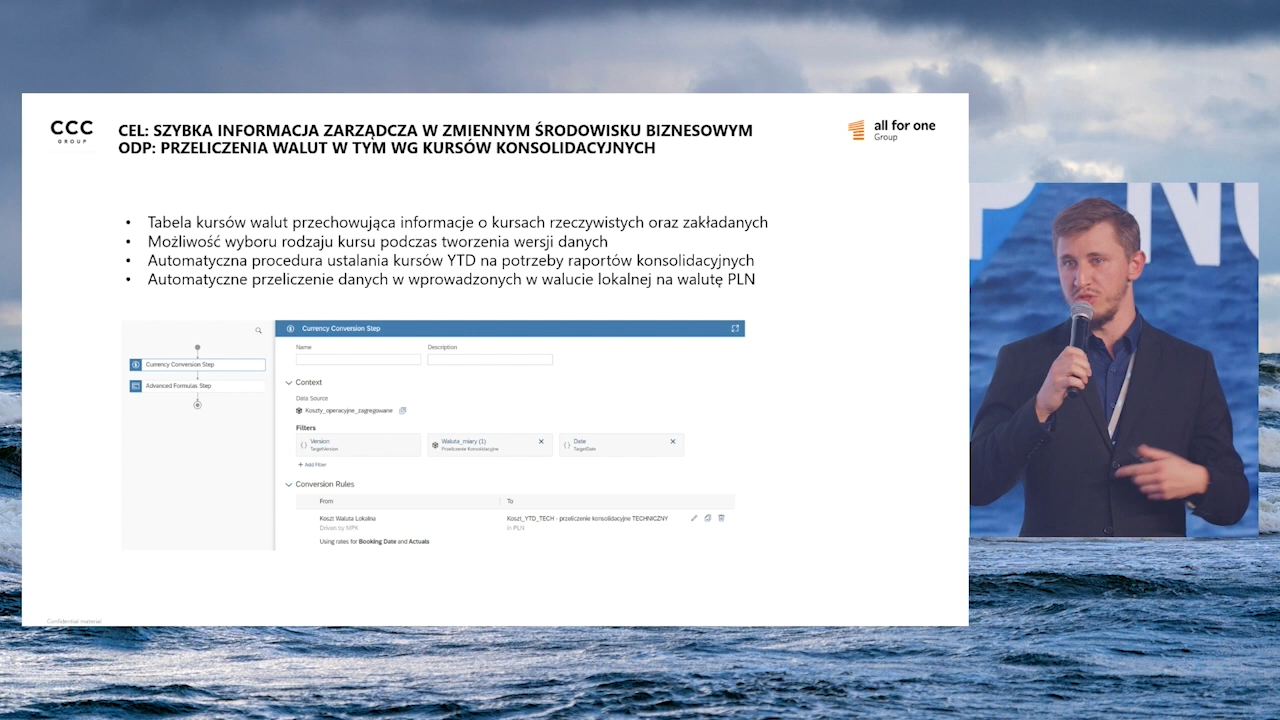 CCC
GROUP
CEL: SZYBKA INFORMACJA ZARZĄDCZA W ZMIENNYM ŚRODOWISKU BIZNESOWYM
ODP: PRZELICZENIA WALUT W TYM WG KURSÓW KONSOLIDACYJNYCH
all for one
Group
• Tabela kursów walut przechowująca informacje o kursach rzeczywistych oraz zakładanych
• Możliwość wyboru rodzaju kursu podczas tworzenia wersji danych
• Automatyczna procedura ustalania kursów YTD na potrzeby raportów konsolidacyjnych
• Automatyczne przeliczenie danych w wprowadzonych w walucie lokalnej na walutę PLN
Currency Conversion Step
Advanced Formulas Step
Currency Conversion Step
Name Description
Context
Data Source
Koszty_operacyjne_zagregowane
Filters
Version Waluta_miary (1) Date
TargetVersion Przeliczenie Konsolidacyjne TargetDate
+ Add Filter
Conversion Rules
From To
Koszt Waluta Lokalna Koszt_YTD_TECH - przeliczenie konsolidacyjne TECHNICZNY
Driven by MPK in PLN
Using rates for Booking Date and Actuals
Confidential material